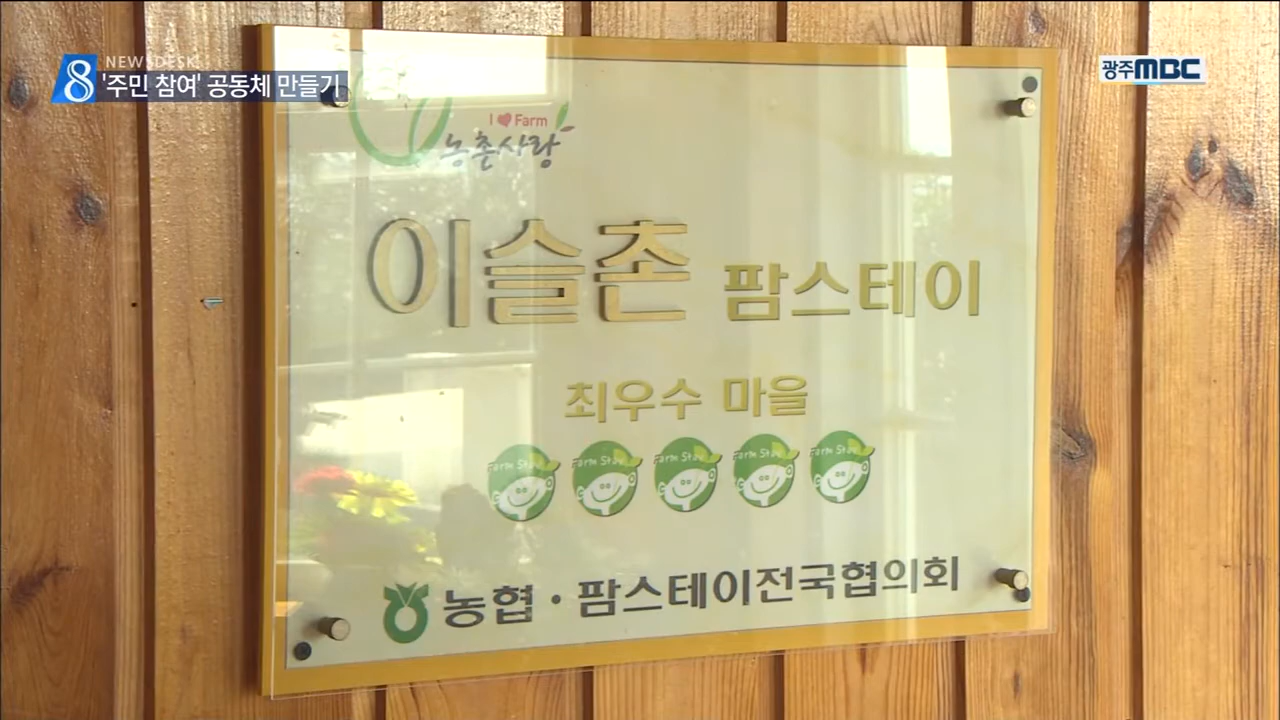 NEWSDESK
8 '주민 참여' 공동체 만들기
광주MBC
I ❤ Farm
농촌사랑
이슬촌 팜스테이
최우수 마을
Farm Stay Farm Stay Farm Stay Farm Stay Farm Stay
농협 · 팜스테이전국협의회